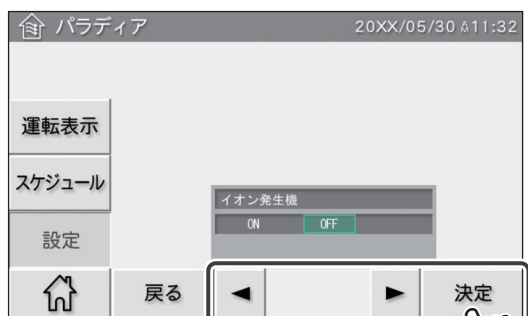 パラディア 20XX/05/30 11:32
運転表示
スケジュール
イオン発生機
ON OFF
設定
戻る ◀ ▶ 決定